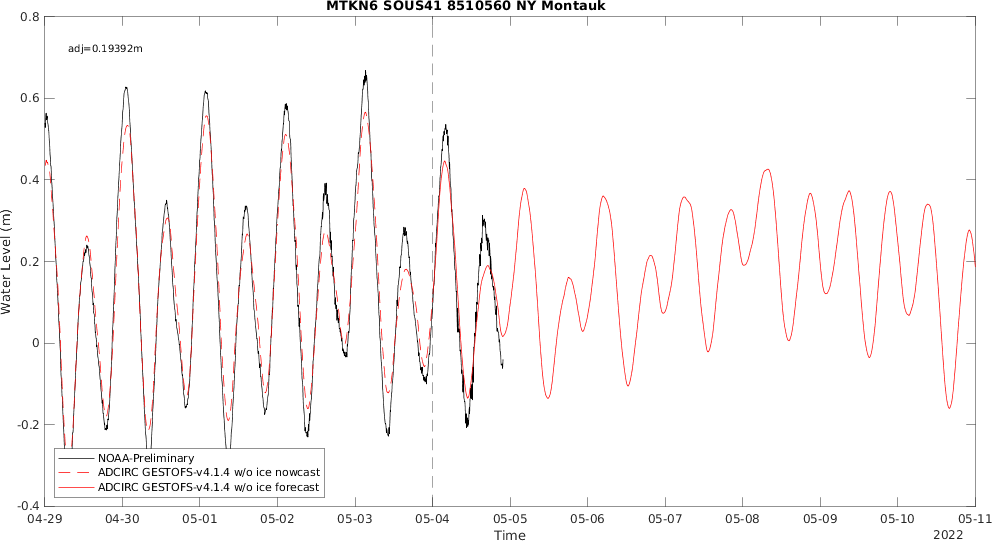 MTKN6 SOUS41 8510560 NY Montauk
adj=0.19392m
Water Level (m)
0.8
0.6
0.4
0.2
0
-0.2
-0.4
NOAA-Preliminary
ADCIRC GESTOFS-v4.1.4 w/o ice nowcast
ADCIRC GESTOFS-v4.1.4 w/o ice forecast
04-29 04-30 05-01 05-02 05-03 05-04 05-05 05-06 05-07 05-08 05-09 05-10 05-11
Time
2022